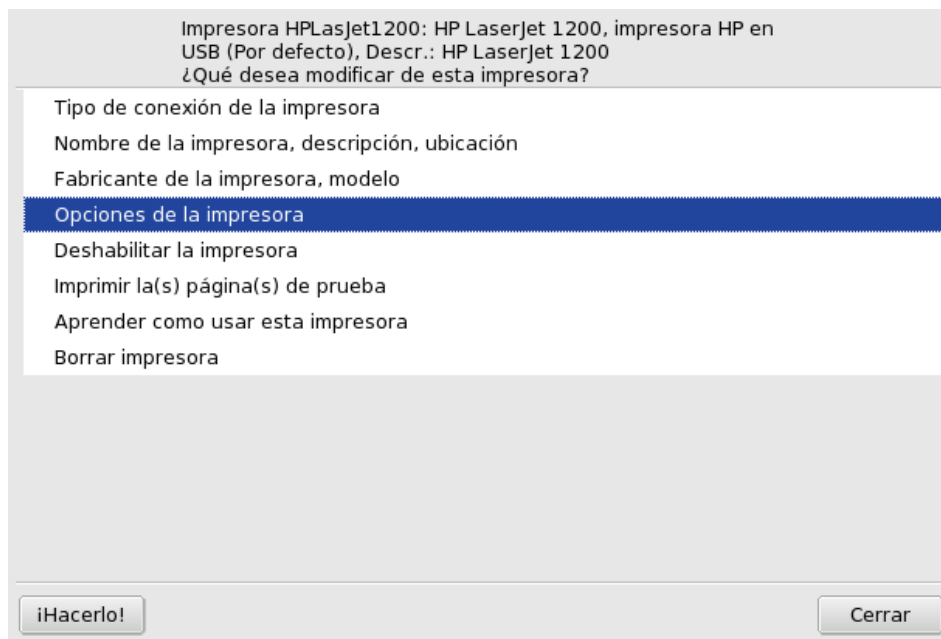 Impresora HPLasJet1200: HP LaserJet 1200, impresora HP en
USB (Por defecto), Descr.: HP LaserJet 1200
¿Qué desea modificar de esta impresora?
Tipo de conexión de la impresora
Nombre de la impresora, descripción, ubicación
Fabricante de la impresora, modelo
Opciones de la impresora
Deshabilitar la impresora
Imprimir la(s) página(s) de prueba
Aprender como usar esta impresora
Borrar impresora
¡Hacerlo!
Cerrar